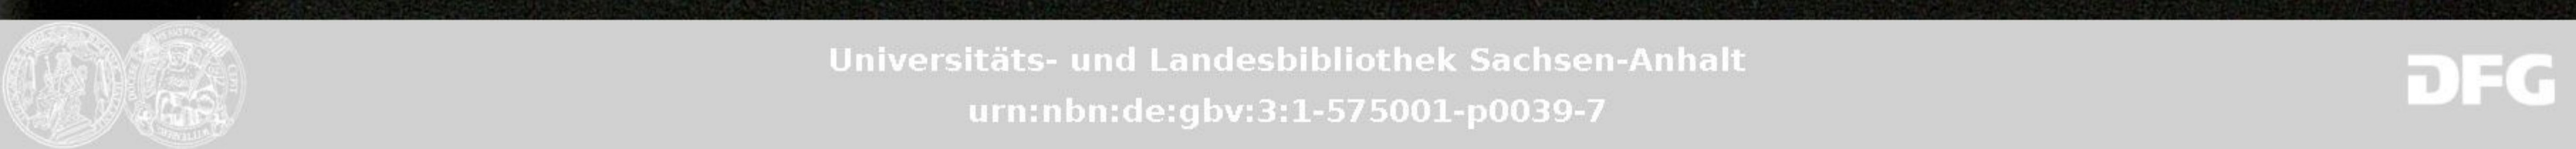 Universitäts- und Landesbibliothek Sachsen-Anhalt
urn:nbn:de:gbv:3:1-575001-p0039-7
DFG